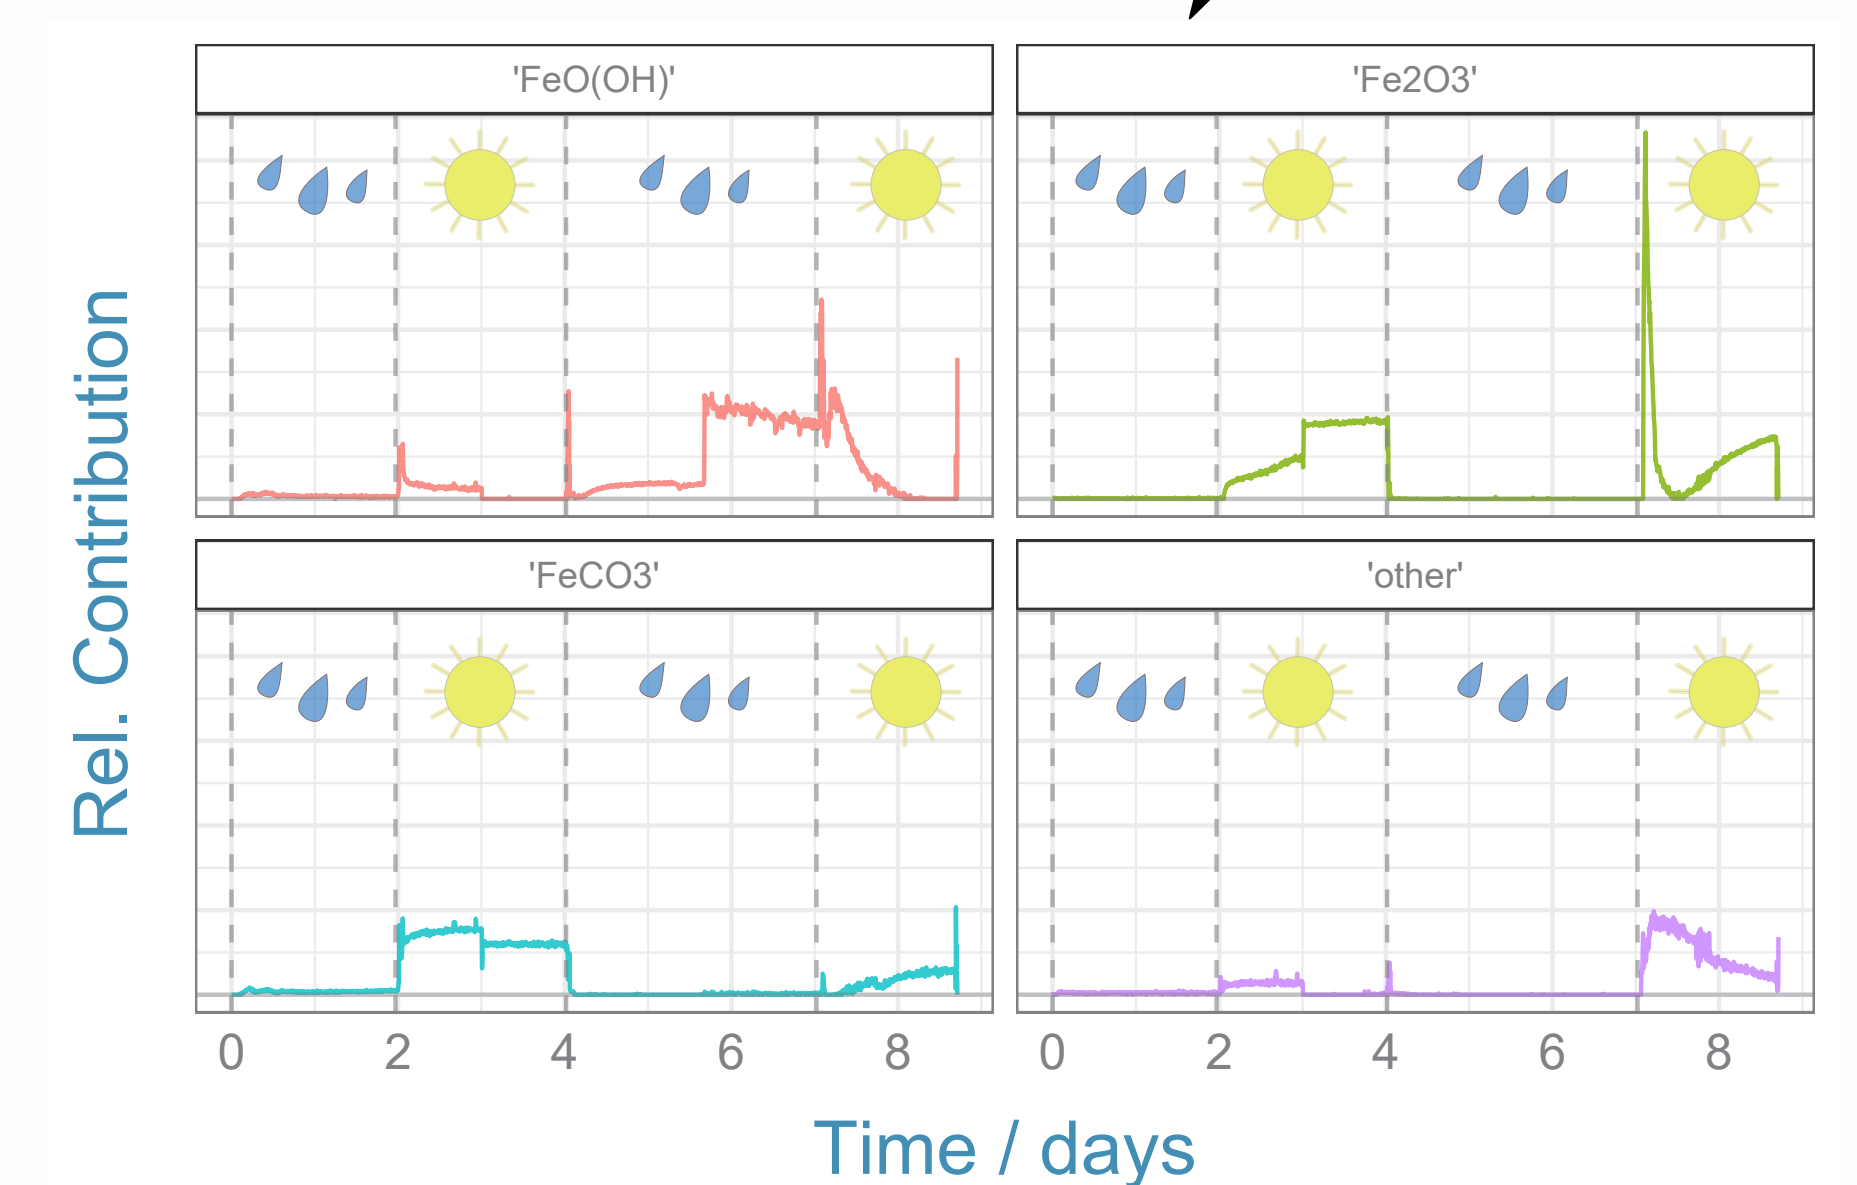 'FeO(OH)'
'Fe2O3'
Rel. Contribution
'FeCO3'
'other'
0 2 4 6 8
0 2 4 6 8
Time / days